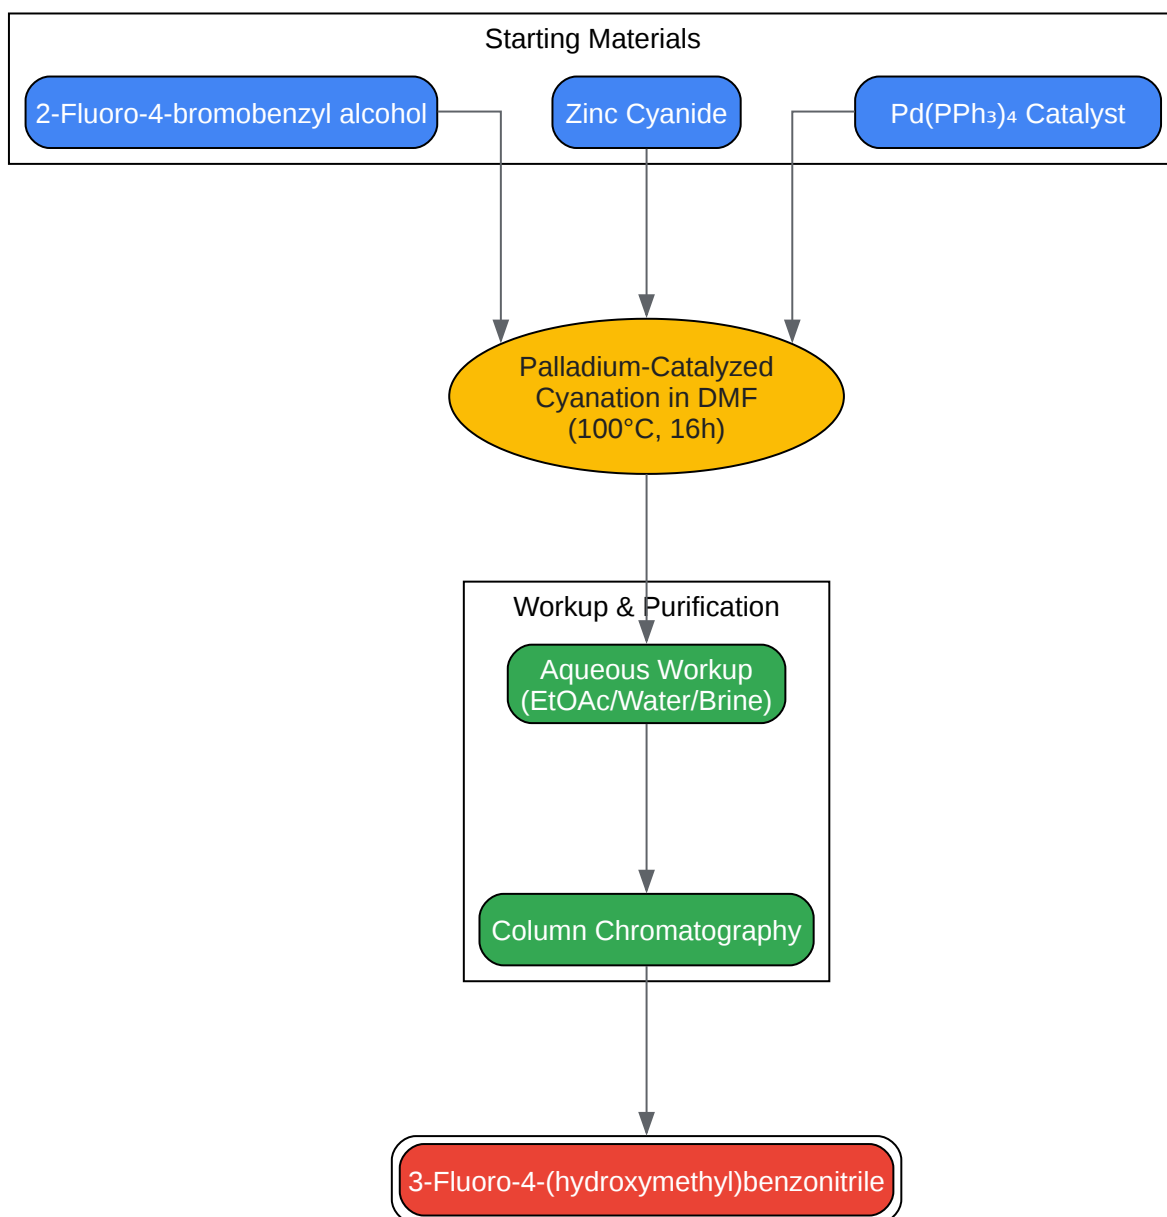 Starting Materials
2-Fluoro-4-bromobenzyl alcohol
Zinc Cyanide
Pd(PPh₃)₄ Catalyst
Palladium-Catalyzed
Cyanation in DMF
(100°C, 16h)
Workup & Purification
Aqueous Workup
(EtOAc/Water/Brine)
Column Chromatography
3-Fluoro-4-(hydroxymethyl)benzonitrile